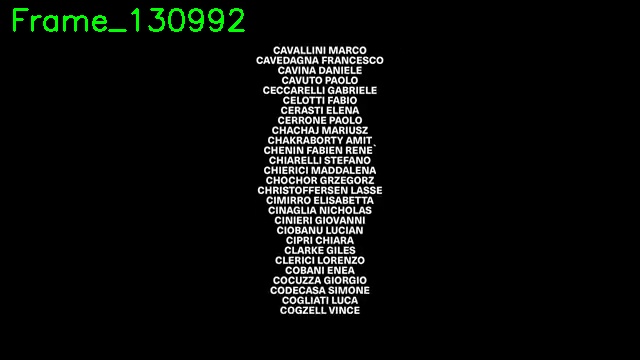 Frame_130992
CAVALLINI MARCO
CAVEDAGNA FRANCESCO
CAVINA DANIELE
CAVUTO PAOLO
CECCARELLI GABRIELE
CELOTTI FABIO
CERASTI ELENA
CERRONE PAOLO
CHACHAJ MARIUSZ
CHAKRABORTY AMIT
CHENIN FABIEN RENE`
CHIARELLI STEFANO
CHIERICI MADDALENA
CHOCHOR GRZEGORZ
CHRISTOFFERSEN LASSE
CIMIRRO ELISABETTA
CINAGLIA NICHOLAS
CINIERI GIOVANNI
CIOBANU LUCIAN
CIPRI CHIARA
CLARKE GILES
CLERICI LORENZO
COBANI ENEA
COCUZZA GIORGIO
CODECASA SIMONE
COGLIATI LUCA
COGZELL VINCE